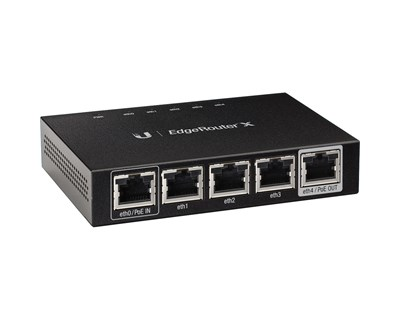 EdgeRouter X
eth0 / PoE IN
eth1
eth2
eth3
eth4 / PoE OUT